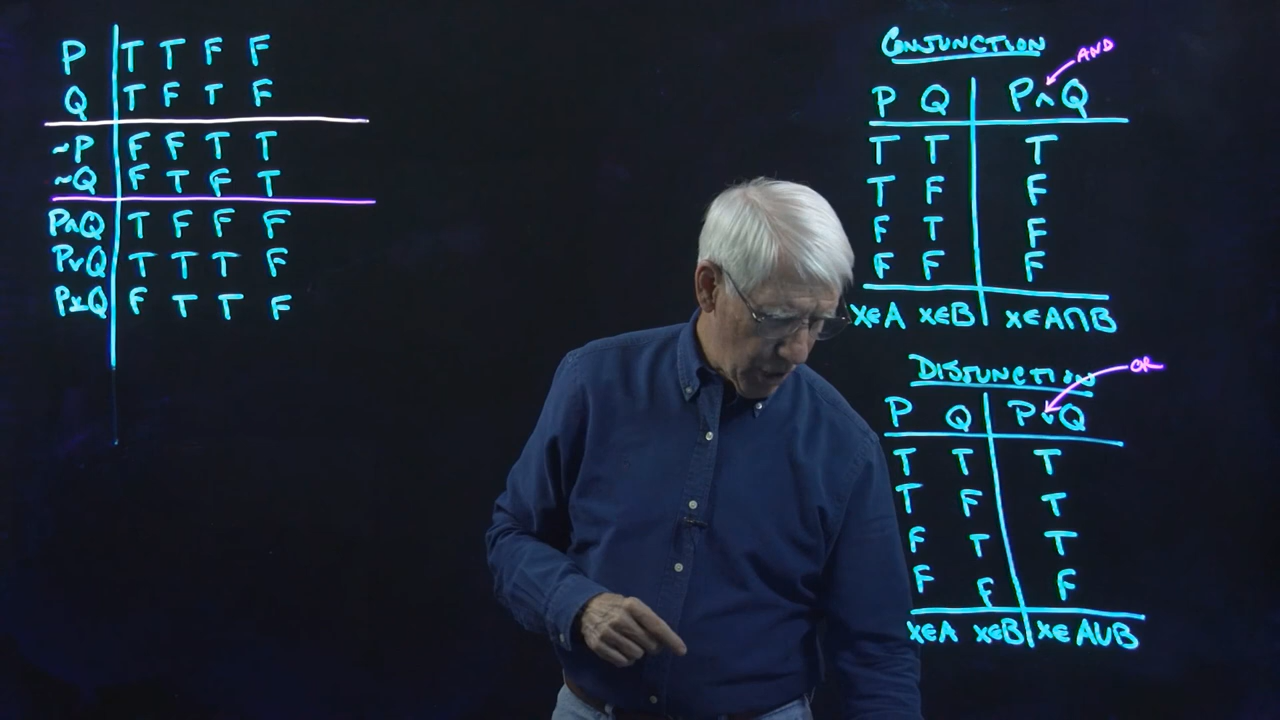 P T T F F
Q T F T F
~P F F T T
~Q F T F T
P∧Q T F F F
P∨Q T T T F
P⊻Q F T T F
CONJUNCTION
AND
P Q P∧Q
T T T
T F F
F T F
F F F
x∈A x∈B x∈A∩B
DISJUNCTION
OR
P Q P∨Q
T T T
T F T
F T T
F F F
x∈A x∈B x∈A∪B